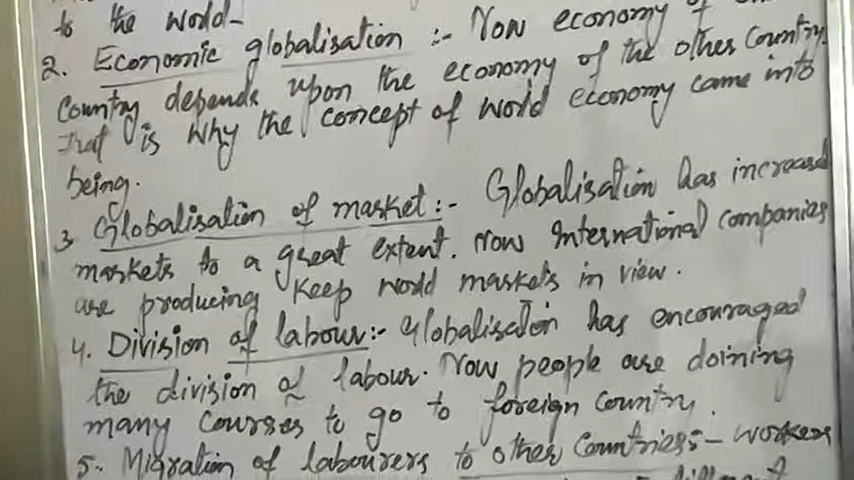 to the world-
2. Economic globalisation :- Now economy of
Country depends upon the economy of the other Country.
That is why the concept of world economy came into
being.
3 Globalisation of market :- Globalisation has increased
markets to a great extent. Now International companies
are producing keep world markets in view.
4. Division of labour :- Globalisation has encouraged
the division of labour. Now people are doining
many courses to go to foreign country.
5. Migration of labourers to other Countries :- workers